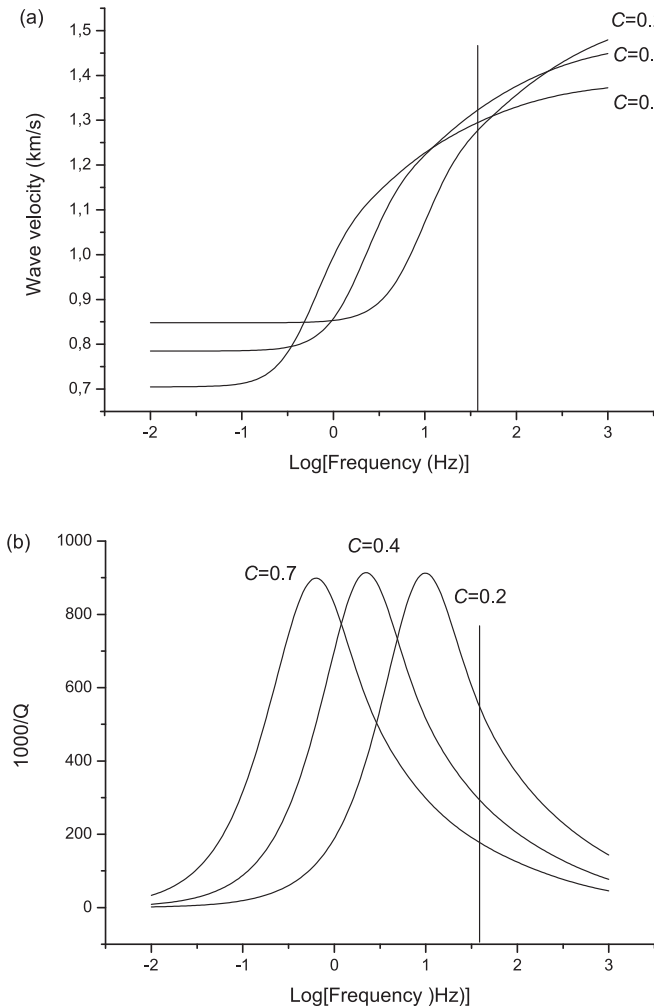 (a)
1,5
1,4
1,3
1,2
1,1
1,0
0,9
0,8
0,7
Wave velocity (km/s)
C=0.
C=0.
C=0.
-2 -1 0 1 2 3
Log[Frequency (Hz)]
(b)
1000
800
600
400
200
0
1000/Q
C=0.7
C=0.4
C=0.2
-2 -1 0 1 2 3
Log[Frequency )Hz)]